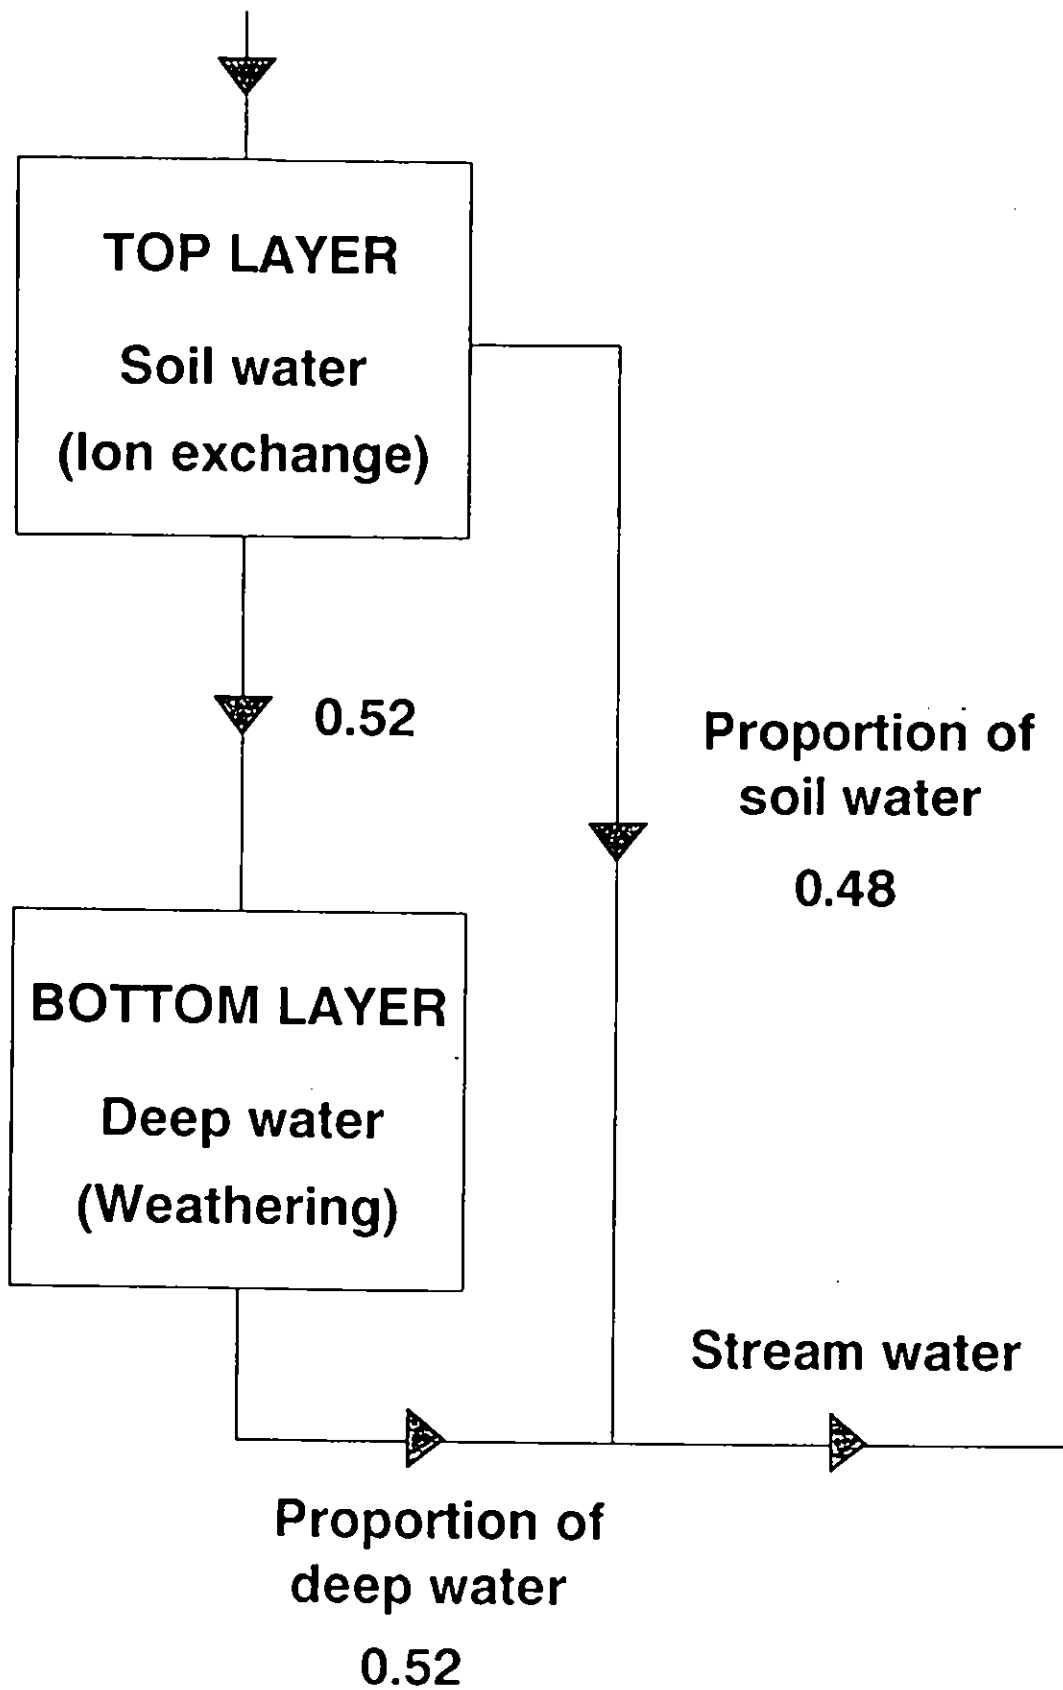 TOP LAYER
Soil water
(Ion exchange)
0.52
Proportion of
soil water
0.48
BOTTOM LAYER
Deep water
(Weathering)
Stream water
Proportion of
deep water
0.52